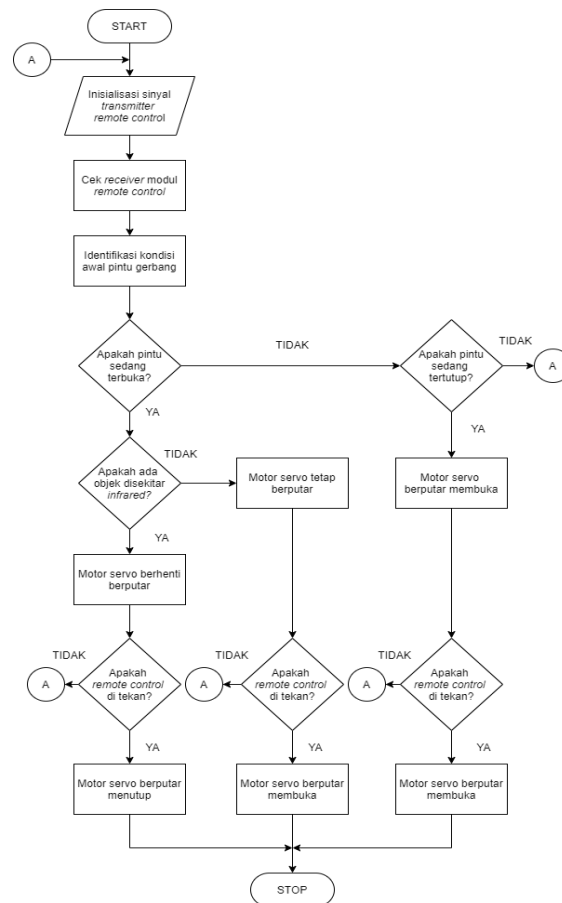 START
A
Inisialisasi sinyal
transmitter
remote control
Cek receiver modul
remote control
Identifikasi kondisi
awal pintu gerbang
Apakah pintu
sedang
terbuka?
TIDAK
Apakah pintu
sedang
tertutup?
TIDAK
A
YA
YA
Apakah ada
objek disekitar
infrared?
TIDAK
Motor servo tetap
berputar
Motor servo
berputar membuka
YA
Motor servo berhenti
berputar
TIDAK
A
Apakah
remote control
di tekan?
TIDAK
A
Apakah
remote control
di tekan?
TIDAK
A
Apakah
remote control
di tekan?
YA
YA
YA
Motor servo berputar
menutup
Motor servo berputar
membuka
Motor servo berputar
membuka
STOP